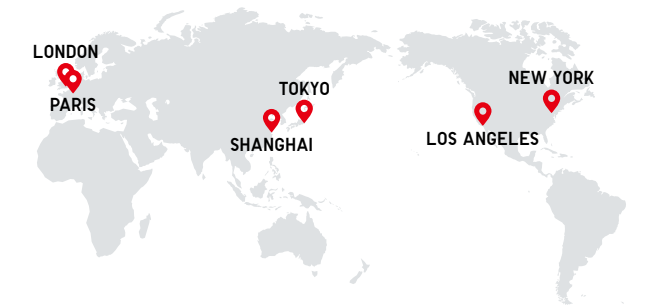 LONDON
PARIS
TOKYO
SHANGHAI
NEW YORK
LOS ANGELES